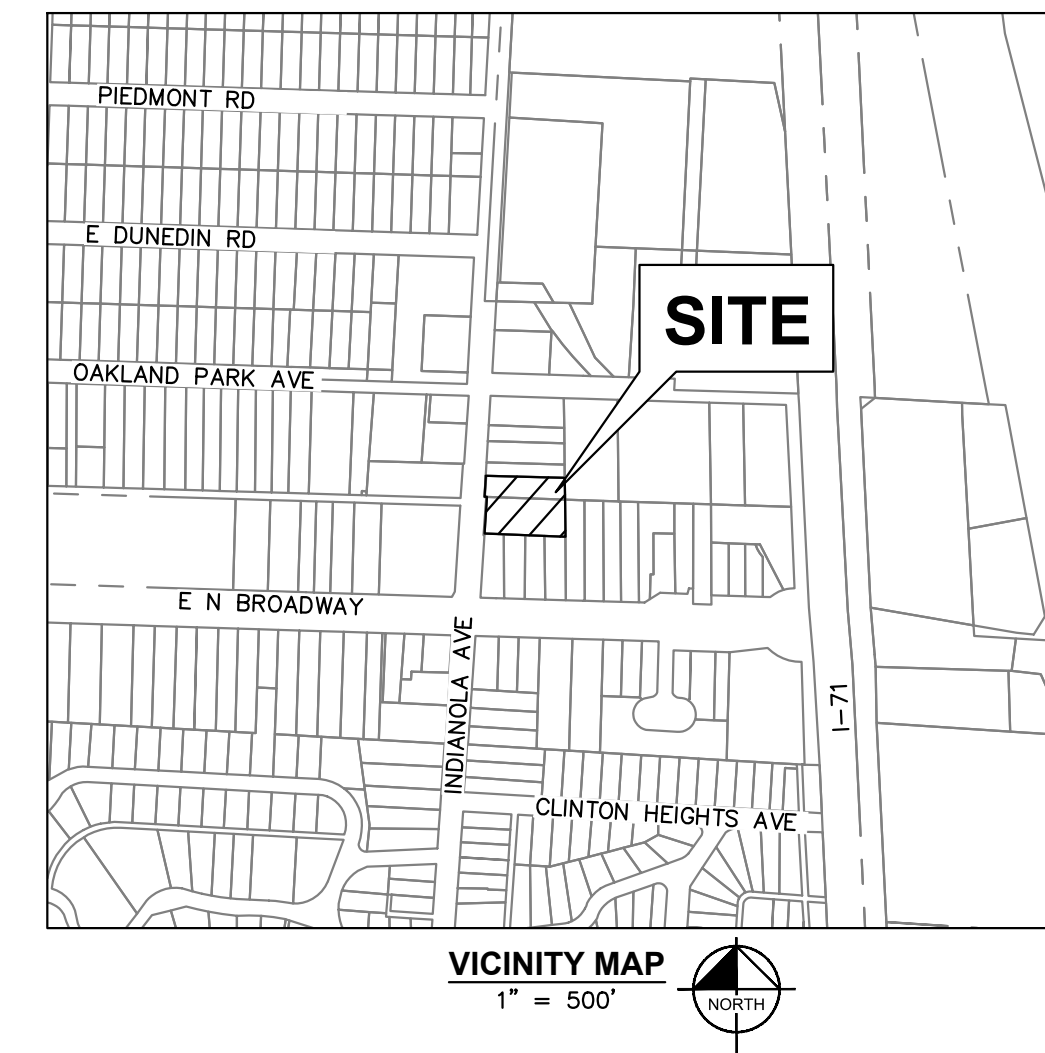 PIEDMONT RD
E DUNEDIN RD
SITE
OAKLAND PARK AVE
E N BROADWAY
INDIANOLA AVE
I-71
CLINTON HEIGHTS AVE
VICINITY MAP
1" = 500'
NORTH